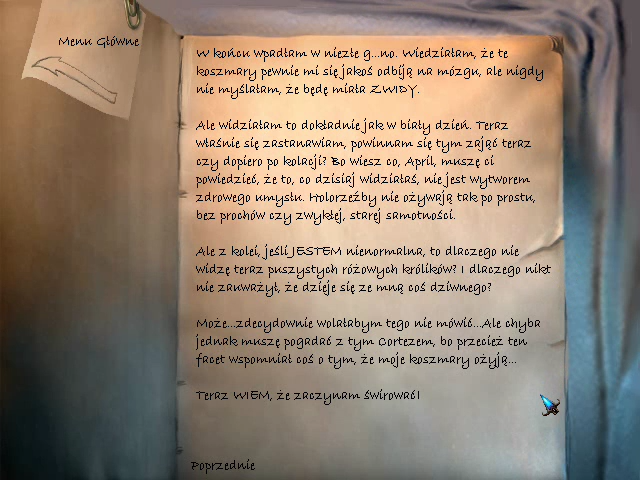 Menu Główne
W końcu wpadłam w niezłe g...no. Wiedziałam, że te
koszmary pewnie mi się jakoś odbiją na mózgu, ale nigdy
nie myślałam, że będę miała ZWIDY.
Ale widziałam to dokładnie jak w biały dzień. Teraz
właśnie się zastanawiam, powinnam się tym zająć teraz
czy dopiero po kolacji? Bo wiesz co, April, muszę ci
powiedzieć, że to, co dzisiaj widziałaś, nie jest wytworem
zdrowego umysłu. Holorzeźby nie ożywają tak po prostu,
bez prochów czy zwykłej, starej samotności.
Ale z kolei, jeśli JESTEM nienormalna, to dlaczego nie
widzę teraz puszystych różowych królików? I dlaczego nikt
nie zauważył, że dzieje się ze mną coś dziwnego?
Może...zdecydownie wolałabym tego nie mówić...Ale chyba
jednak muszę pogadać z tym Cortezem, bo przecież ten
facet wspomniał coś o tym, że moje koszmary ożyją...
Teraz WIEM, że zaczynam świrować!
Poprzednie